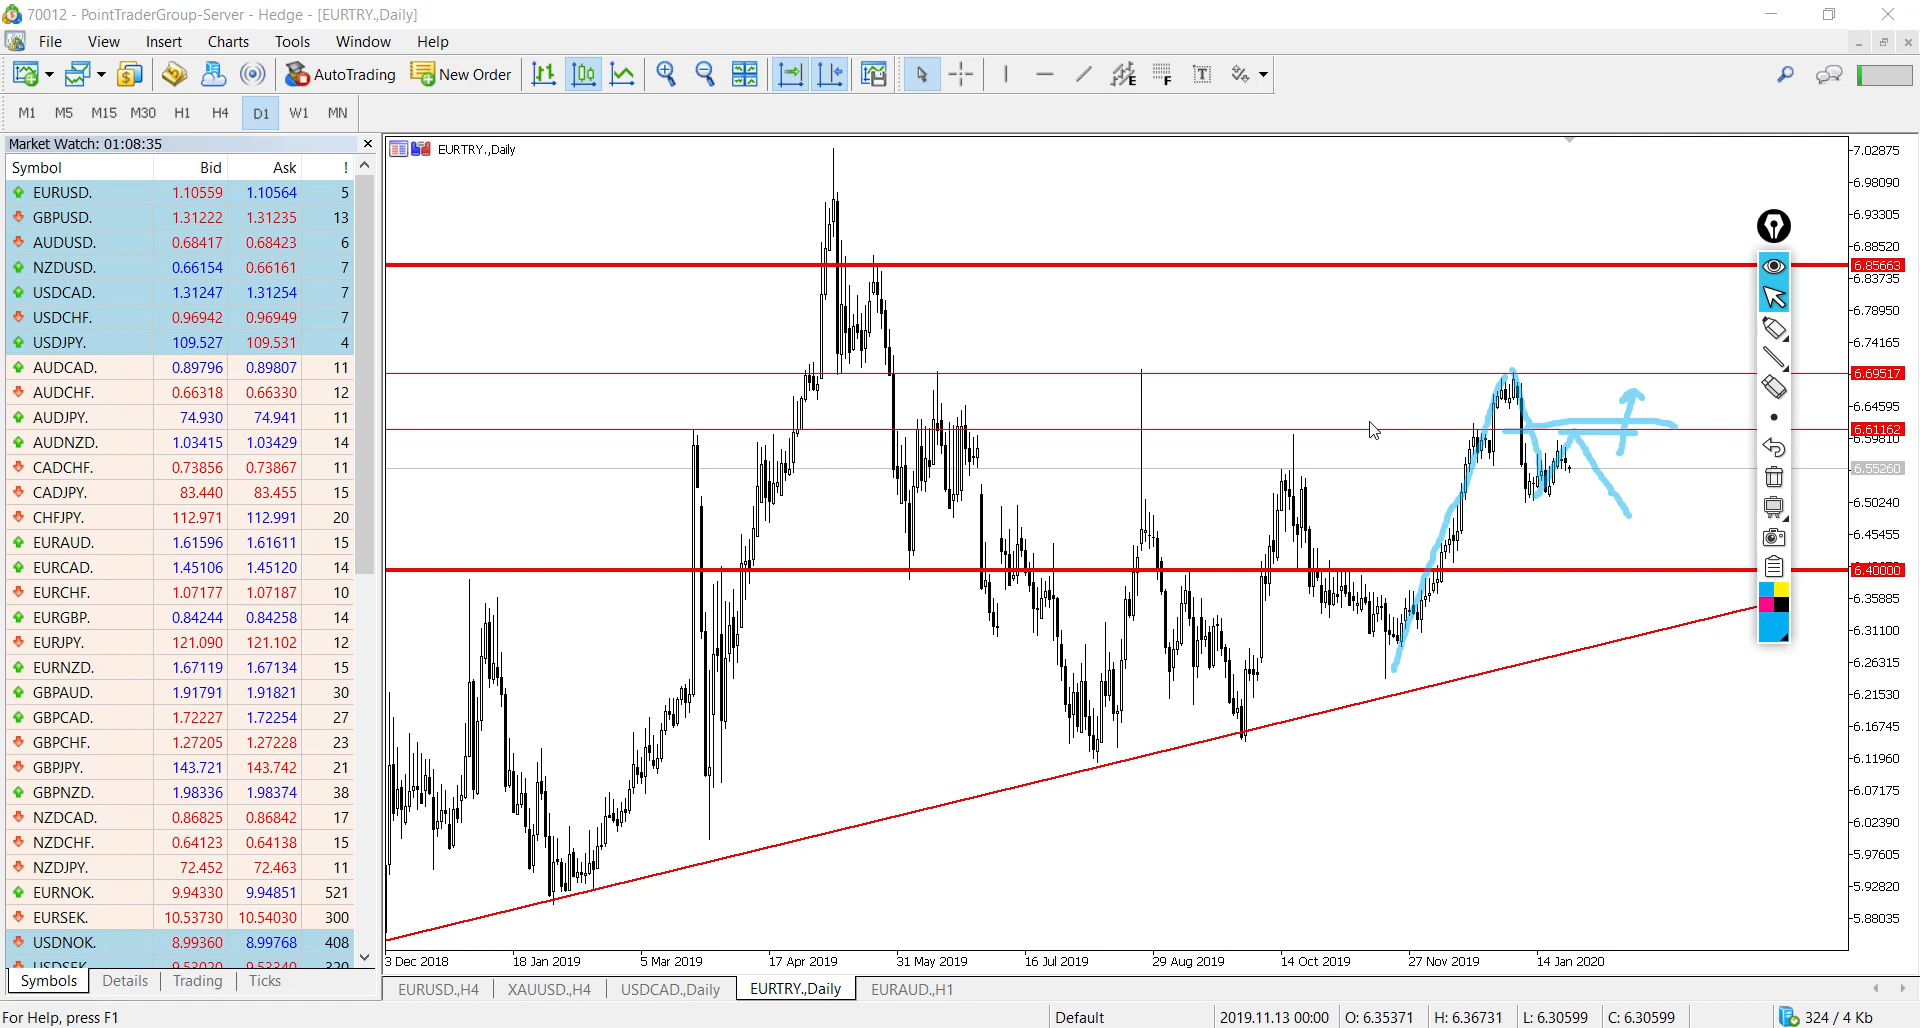 70012 - PointTraderGroup-Server - Hedge - [EURTRY.,Daily]
File View Insert Charts Tools Window Help
AutoTrading New Order
M1 M5 M15 M30 H1 H4 D1 W1 MN
Market Watch: 01:08:35
Symbol Bid Ask !
EURUSD. 1.10559 1.10564 5
GBPUSD. 1.31222 1.31235 13
AUDUSD. 0.68417 0.68423 6
NZDUSD. 0.66154 0.66161 7
USDCAD. 1.31247 1.31254 7
USDCHF. 0.96942 0.96949 7
USDJPY. 109.527 109.531 4
AUDCAD. 0.89796 0.89807 11
AUDCHF. 0.66318 0.66330 12
AUDJPY. 74.930 74.941 11
AUDNZD. 1.03415 1.03429 14
CADCHF. 0.73856 0.73867 11
CADJPY. 83.440 83.455 15
CHFJPY. 112.971 112.991 20
EURAUD. 1.61596 1.61611 15
EURCAD. 1.45106 1.45120 14
EURCHF. 1.07177 1.07187 10
EURGBP. 0.84244 0.84258 14
EURJPY. 121.090 121.102 12
EURNZD. 1.67119 1.67134 15
GBPAUD. 1.91791 1.91821 30
GBPCAD. 1.72227 1.72254 27
GBPCHF. 1.27205 1.27228 23
GBPJPY. 143.721 143.742 21
GBPNZD. 1.98336 1.98374 38
NZDCAD. 0.86825 0.86842 17
NZDCHF. 0.64123 0.64138 15
NZDJPY. 72.452 72.463 11
EURNOK. 9.94330 9.94851 521
EURSEK. 10.53730 10.54030 300
USDNOK. 8.99360 8.99768 408
USDSEK. 9.53020 9.53340 320
Symbols Details Trading Ticks
EURTRY.,Daily
7.02875
6.98090
6.93305
6.88520
6.85663
6.83735
6.78950
6.74165
6.69517
6.64595
6.61162
6.59810
6.55260
6.50240
6.45455
6.40000
6.35885
6.31100
6.26315
6.21530
6.16745
6.11960
6.07175
6.02390
5.97605
5.92820
5.88035
3 Dec 2018 18 Jan 2019 5 Mar 2019 17 Apr 2019 31 May 2019 16 Jul 2019 29 Aug 2019 14 Oct 2019 27 Nov 2019 14 Jan 2020
EURUSD.,H4 XAUUSD.,H4 USDCAD.,Daily EURTRY.,Daily EURAUD.,H1
For Help, press F1 Default 2019.11.13 00:00 O: 6.35371 H: 6.36731 L: 6.30599 C: 6.30599 324 / 4 Kb